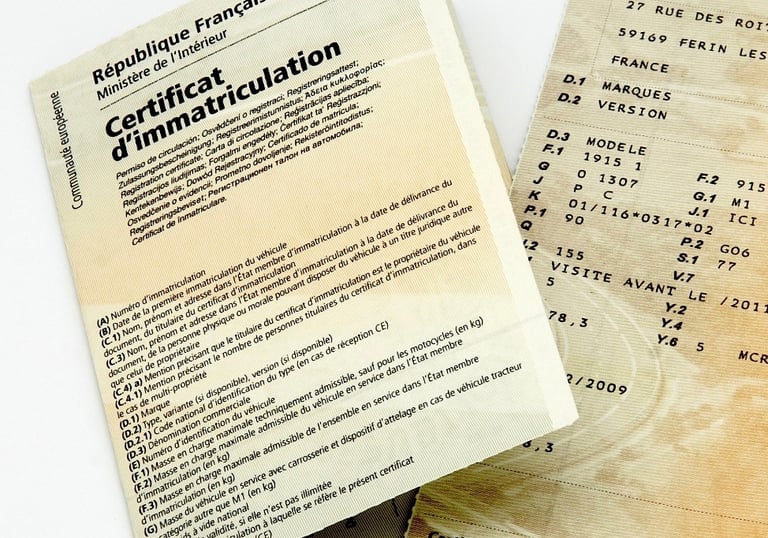 République Française
Ministère de l'Intérieur
Certificat
d'immatriculation
Communauté européenne
Permiso de circulación; Osvědčení o registraci; Registreringsattest;
Zulassungsbescheinigung; Registreerimistunnistus; Άδεια κυκλοφορίας;
Registration certificate; Carta di circolazione; Reģistrācijas apliecība;
Registracijos liudijimas; Forgalmi engedély; Ċertifikat ta' Reġistrazzjoni;
Kentekenbewijs; Dowód Rejestracyjny; Certificado de matrícula;
Osvedčenie o evidencii; Prometno dovoljenje; Rekisteröintitodistus;
Registreringsbeviset; Регистрационен талон на автомобила;
Certificat de înmatriculare.
(A) Numéro d'immatriculation
(B) Date de la première immatriculation du véhicule
(C.1) Nom, prénom et adresse dans l'État membre d'immatriculation à la date de délivrance du
document, du titulaire du certificat d'immatriculation
(C.3) Nom, prénom et adresse dans l'État membre d'immatriculation à la date de délivrance du
document, de la personne physique ou morale pouvant disposer du véhicule à un titre juridique autre
que celui de propriétaire
(C.4) a) Mention précisant que le titulaire du certificat d'immatriculation est le propriétaire du véhicule
(C.4.1) Mention précisant le nombre de personnes titulaires du certificat d'immatriculation, dans
le cas de multi-propriété
(D.1) Marque
(D.2) Type, variante (si disponible), version (si disponible)
(D.2.1) Code national d'identification du type (en cas de réception CE)
(D.3) Dénomination commerciale
(E) Numéro d'identification du véhicule
(F.1) Masse en charge maximale techniquement admissible, sauf pour les motocycles (en kg)
(F.2) Masse en charge maximale admissible du véhicule en service dans l'État membre
d'immatriculation (en kg)
(F.3) Masse en charge maximale admissible de l'ensemble en service dans l'État membre
d'immatriculation (en kg)
(G) Masse du véhicule en service avec carrosserie et dispositif d'attelage en cas de véhicule tracteur
catégorie autre que M1 (en kg)
à vide national
validité, si elle n'est pas illimitée
à laquelle se réfère le présent certificat
27 RUE DES
59169 FERIN LES
FRANCE
D.1 MARQUES
D.2 VERSION
D.3 MODELE
F.1 1915 1 F.2 915
G 0 1307 G.1 M1
J P C J.1 ICI
K 01/116*0317*02
P.1 90 P.2 GO6
Q S.1 77
155 V.7
VISITE AVANT LE /2011
5 Y.2
78,3 Y.4
Y.6 5 MCR
/2009
8,3